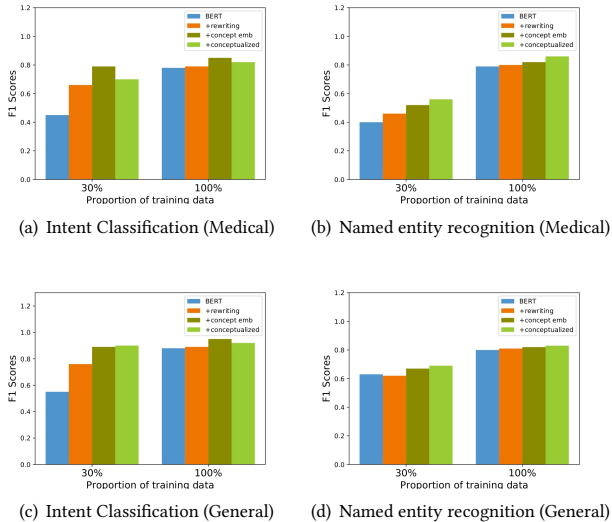 1.2
1.0
0.8
0.6
0.4
0.2
0.0
F1 Scores
BERT
+rewriting
+concept emb
+conceptualized
30% 100%
Proportion of training data
(a) Intent Classification (Medical)
1.2
1.0
0.8
0.6
0.4
0.2
0.0
F1 Scores
BERT
+rewriting
+concept emb
+conceptualized
30% 100%
Proportion of training data
(b) Named entity recognition (Medical)
1.2
1.0
0.8
0.6
0.4
0.2
0.0
F1 Scores
BERT
+rewriting
+concept emb
+conceptualized
30% 100%
Proportion of training data
(c) Intent Classification (General)
1.2
1.0
0.8
0.6
0.4
0.2
0.0
F1 Scores
BERT
+rewriting
+concept emb
+conceptualized
30% 100%
Proportion of training data
(d) Named entity recognition (General)